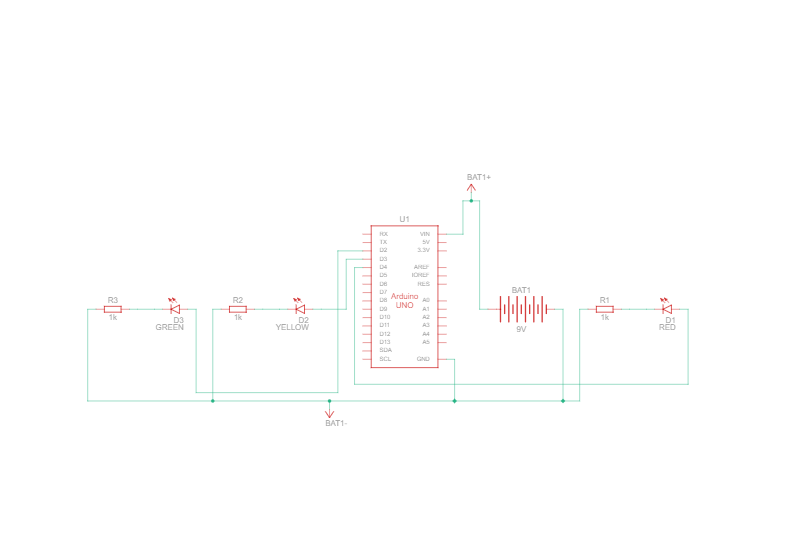 BAT1+
U1
RX
TX
D2
D3
D4
D5
D6
D7
D8
D9
D10
D11
D12
D13
SDA
SCL
Arduino
UNO
VIN
5V
3.3V
AREF
IOREF
RES
A0
A1
A2
A3
A4
A5
GND
R3
1k
D3
GREEN
R2
1k
D2
YELLOW
BAT1
9V
R1
1k
D1
RED
BAT1-